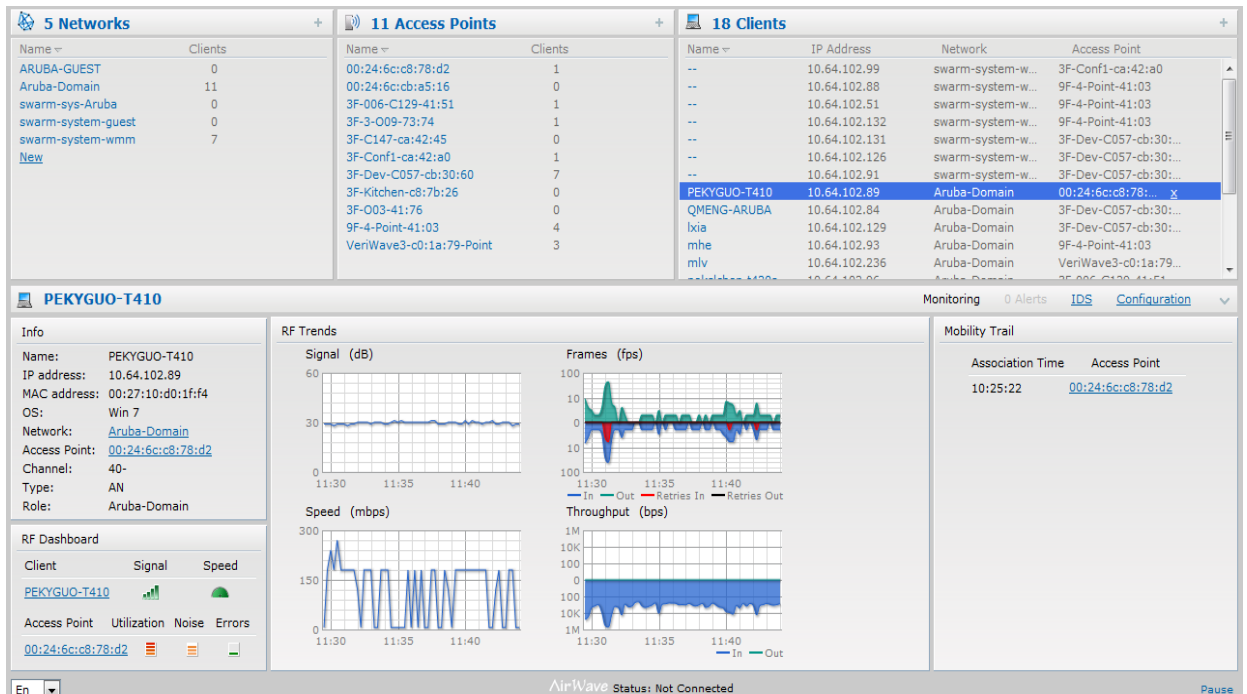 5 Networks +
Name Clients
ARUBA-GUEST 0
Aruba-Domain 11
swarm-sys-Aruba 0
swarm-system-guest 0
swarm-system-wmm 7
New
11 Access Points +
Name Clients
00:24:6c:c8:78:d2 1
00:24:6c:cb:a5:16 0
3F-006-C129-41:51 1
3F-3-O09-73:74 1
3F-C147-ca:42:45 0
3F-Conf1-ca:42:a0 1
3F-Dev-C057-cb:30:60 7
3F-Kitchen-c8:7b:26 0
3F-O03-41:76 0
9F-4-Point-41:03 4
VeriWave3-c0:1a:79-Point 3
18 Clients +
Name IP Address Network Access Point
-- 10.64.102.99 swarm-system-w... 3F-Conf1-ca:42:a0
-- 10.64.102.88 swarm-system-w... 9F-4-Point-41:03
-- 10.64.102.51 swarm-system-w... 9F-4-Point-41:03
-- 10.64.102.132 swarm-system-w... 9F-4-Point-41:03
-- 10.64.102.131 swarm-system-w... 3F-Dev-C057-cb:30:...
-- 10.64.102.126 swarm-system-w... 3F-Dev-C057-cb:30:...
-- 10.64.102.91 swarm-system-w... 3F-Dev-C057-cb:30:...
PEKYGUO-T410 10.64.102.89 Aruba-Domain 00:24:6c:c8:78:... x
QMENG-ARUBA 10.64.102.84 Aruba-Domain 3F-Dev-C057-cb:30:...
lxia 10.64.102.129 Aruba-Domain 3F-Dev-C057-cb:30:...
mhe 10.64.102.93 Aruba-Domain 9F-4-Point-41:03
mlv 10.64.102.236 Aruba-Domain VeriWave3-c0:1a:79...
PEKYGUO-T410
Monitoring 0 Alerts IDS Configuration
Info
Name: PEKYGUO-T410
IP address: 10.64.102.89
MAC address: 00:27:10:d0:1f:f4
OS: Win 7
Network: Aruba-Domain
Access Point: 00:24:6c:c8:78:d2
Channel: 40-
Type: AN
Role: Aruba-Domain
RF Dashboard
Client Signal Speed
PEKYGUO-T410
Access Point Utilization Noise Errors
00:24:6c:c8:78:d2
RF Trends
Signal (dB)
60
30
0
11:30 11:35 11:40
Frames (fps)
100
10
0
10
100
11:30 11:35 11:40
In Out Retries In Retries Out
Speed (mbps)
300
150
0
11:30 11:35 11:40
Throughput (bps)
1M
10K
100
0
100
10K
1M
11:30 11:35 11:40
In Out
Mobility Trail
Association Time Access Point
10:25:22 00:24:6c:c8:78:d2
En
AirWave Status: Not Connected
Pause